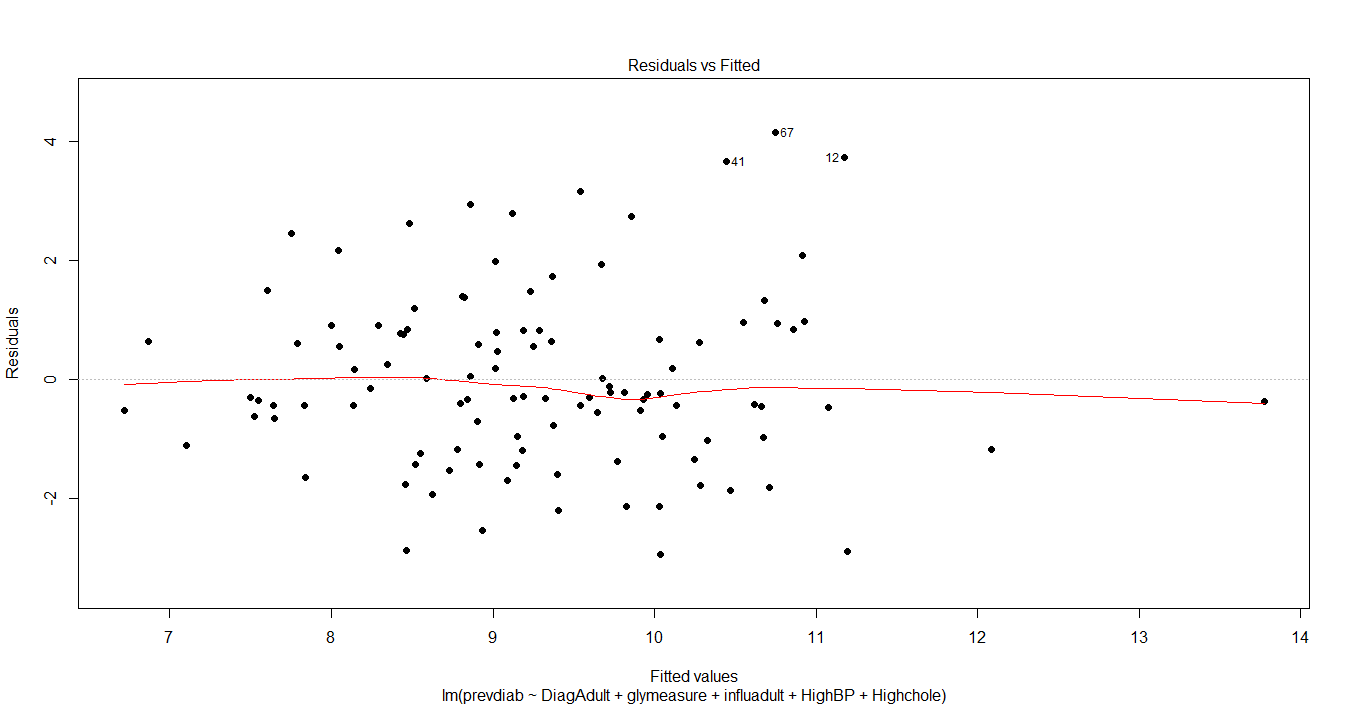 Residuals vs Fitted
Residuals
4
2
0
-2
67
41
12
7 8 9 10 11 12 13 14
Fitted values
lm(prevdiab ~ DiagAdult + glymeasure + influadult + HighBP + Highchole)